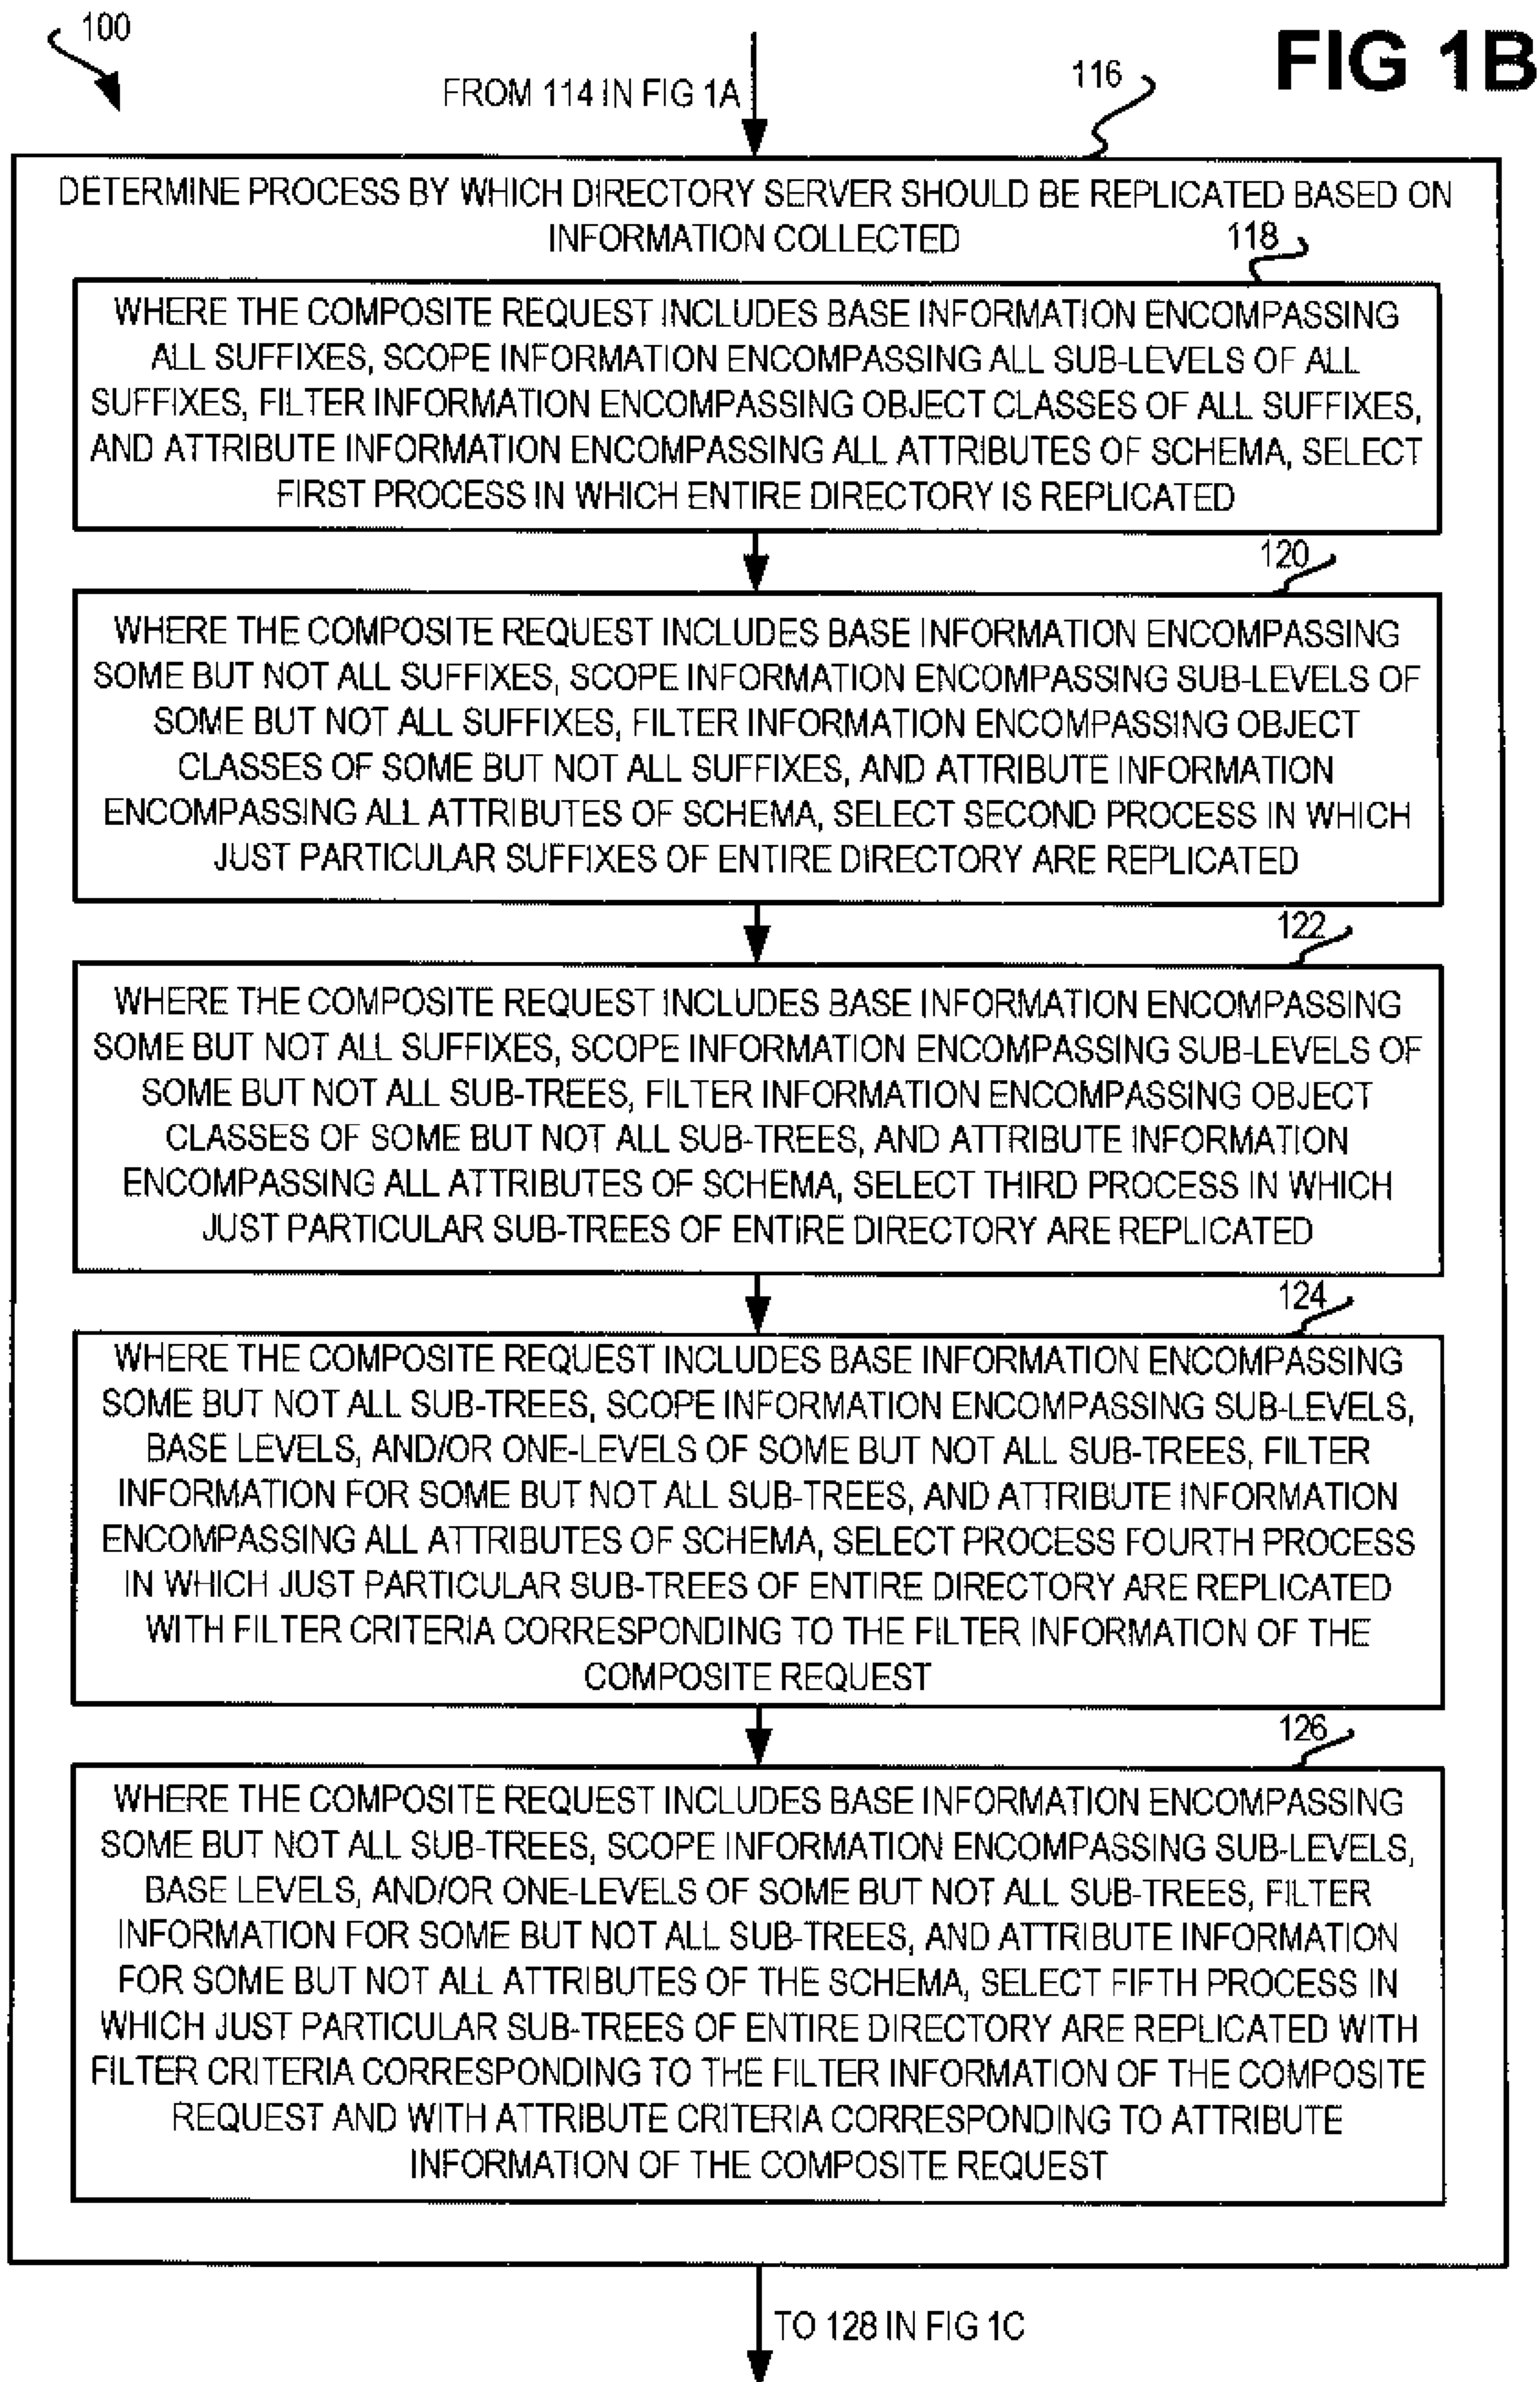 100
FIG 1B
FROM 114 IN FIG 1A
116
DETERMINE PROCESS BY WHICH DIRECTORY SERVER SHOULD BE REPLICATED BASED ON
INFORMATION COLLECTED
118
WHERE THE COMPOSITE REQUEST INCLUDES BASE INFORMATION ENCOMPASSING
ALL SUFFIXES, SCOPE INFORMATION ENCOMPASSING ALL SUB-LEVELS OF ALL
SUFFIXES, FILTER INFORMATION ENCOMPASSING OBJECT CLASSES OF ALL SUFFIXES,
AND ATTRIBUTE INFORMATION ENCOMPASSING ALL ATTRIBUTES OF SCHEMA, SELECT
FIRST PROCESS IN WHICH ENTIRE DIRECTORY IS REPLICATED
120
WHERE THE COMPOSITE REQUEST INCLUDES BASE INFORMATION ENCOMPASSING
SOME BUT NOT ALL SUFFIXES, SCOPE INFORMATION ENCOMPASSING SUB-LEVELS OF
SOME BUT NOT ALL SUFFIXES, FILTER INFORMATION ENCOMPASSING OBJECT
CLASSES OF SOME BUT NOT ALL SUFFIXES, AND ATTRIBUTE INFORMATION
ENCOMPASSING ALL ATTRIBUTES OF SCHEMA, SELECT SECOND PROCESS IN WHICH
JUST PARTICULAR SUFFIXES OF ENTIRE DIRECTORY ARE REPLICATED
122
WHERE THE COMPOSITE REQUEST INCLUDES BASE INFORMATION ENCOMPASSING
SOME BUT NOT ALL SUFFIXES, SCOPE INFORMATION ENCOMPASSING SUB-LEVELS OF
SOME BUT NOT ALL SUB-TREES, FILTER INFORMATION ENCOMPASSING OBJECT
CLASSES OF SOME BUT NOT ALL SUB-TREES, AND ATTRIBUTE INFORMATION
ENCOMPASSING ALL ATTRIBUTES OF SCHEMA, SELECT THIRD PROCESS IN WHICH
JUST PARTICULAR SUB-TREES OF ENTIRE DIRECTORY ARE REPLICATED
124
WHERE THE COMPOSITE REQUEST INCLUDES BASE INFORMATION ENCOMPASSING
SOME BUT NOT ALL SUB-TREES, SCOPE INFORMATION ENCOMPASSING SUB-LEVELS,
BASE LEVELS, AND/OR ONE-LEVELS OF SOME BUT NOT ALL SUB-TREES, FILTER
INFORMATION FOR SOME BUT NOT ALL SUB-TREES, AND ATTRIBUTE INFORMATION
ENCOMPASSING ALL ATTRIBUTES OF SCHEMA, SELECT PROCESS FOURTH PROCESS
IN WHICH JUST PARTICULAR SUB-TREES OF ENTIRE DIRECTORY ARE REPLICATED
WITH FILTER CRITERIA CORRESPONDING TO THE FILTER INFORMATION OF THE
COMPOSITE REQUEST
126
WHERE THE COMPOSITE REQUEST INCLUDES BASE INFORMATION ENCOMPASSING
SOME BUT NOT ALL SUB-TREES, SCOPE INFORMATION ENCOMPASSING SUB-LEVELS,
BASE LEVELS, AND/OR ONE-LEVELS OF SOME BUT NOT ALL SUB-TREES, FILTER
INFORMATION FOR SOME BUT NOT ALL SUB-TREES, AND ATTRIBUTE INFORMATION
FOR SOME BUT NOT ALL ATTRIBUTES OF THE SCHEMA, SELECT FIFTH PROCESS IN
WHICH JUST PARTICULAR SUB-TREES OF ENTIRE DIRECTORY ARE REPLICATED WITH
FILTER CRITERIA CORRESPONDING TO THE FILTER INFORMATION OF THE COMPOSITE
REQUEST AND WITH ATTRIBUTE CRITERIA CORRESPONDING TO ATTRIBUTE
INFORMATION OF THE COMPOSITE REQUEST
TO 128 IN FIG 1C